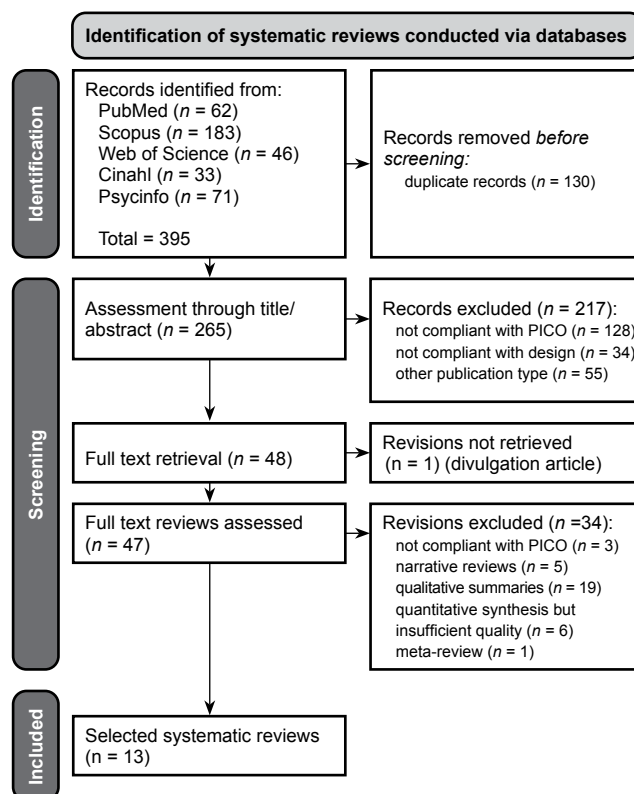 Identification of systematic reviews conducted via databases
Identification
Records identified from:
PubMed (n = 62)
Scopus (n = 183)
Web of Science (n = 46)
Cinahl (n = 33)
Psycinfo (n = 71)
Total = 395
Records removed before
screening:
duplicate records (n = 130)
Screening
Assessment through title/
abstract (n = 265)
Records excluded (n = 217):
not compliant with PICO (n = 128)
not compliant with design (n = 34)
other publication type (n = 55)
Full text retrieval (n = 48)
Revisions not retrieved
(n = 1) (divulgation article)
Full text reviews assessed
(n = 47)
Revisions excluded (n =34):
not compliant with PICO (n = 3)
narrative reviews (n = 5)
qualitative summaries (n = 19)
quantitative synthesis but
insufficient quality (n = 6)
meta-review (n = 1)
Included
Selected systematic reviews
(n = 13)